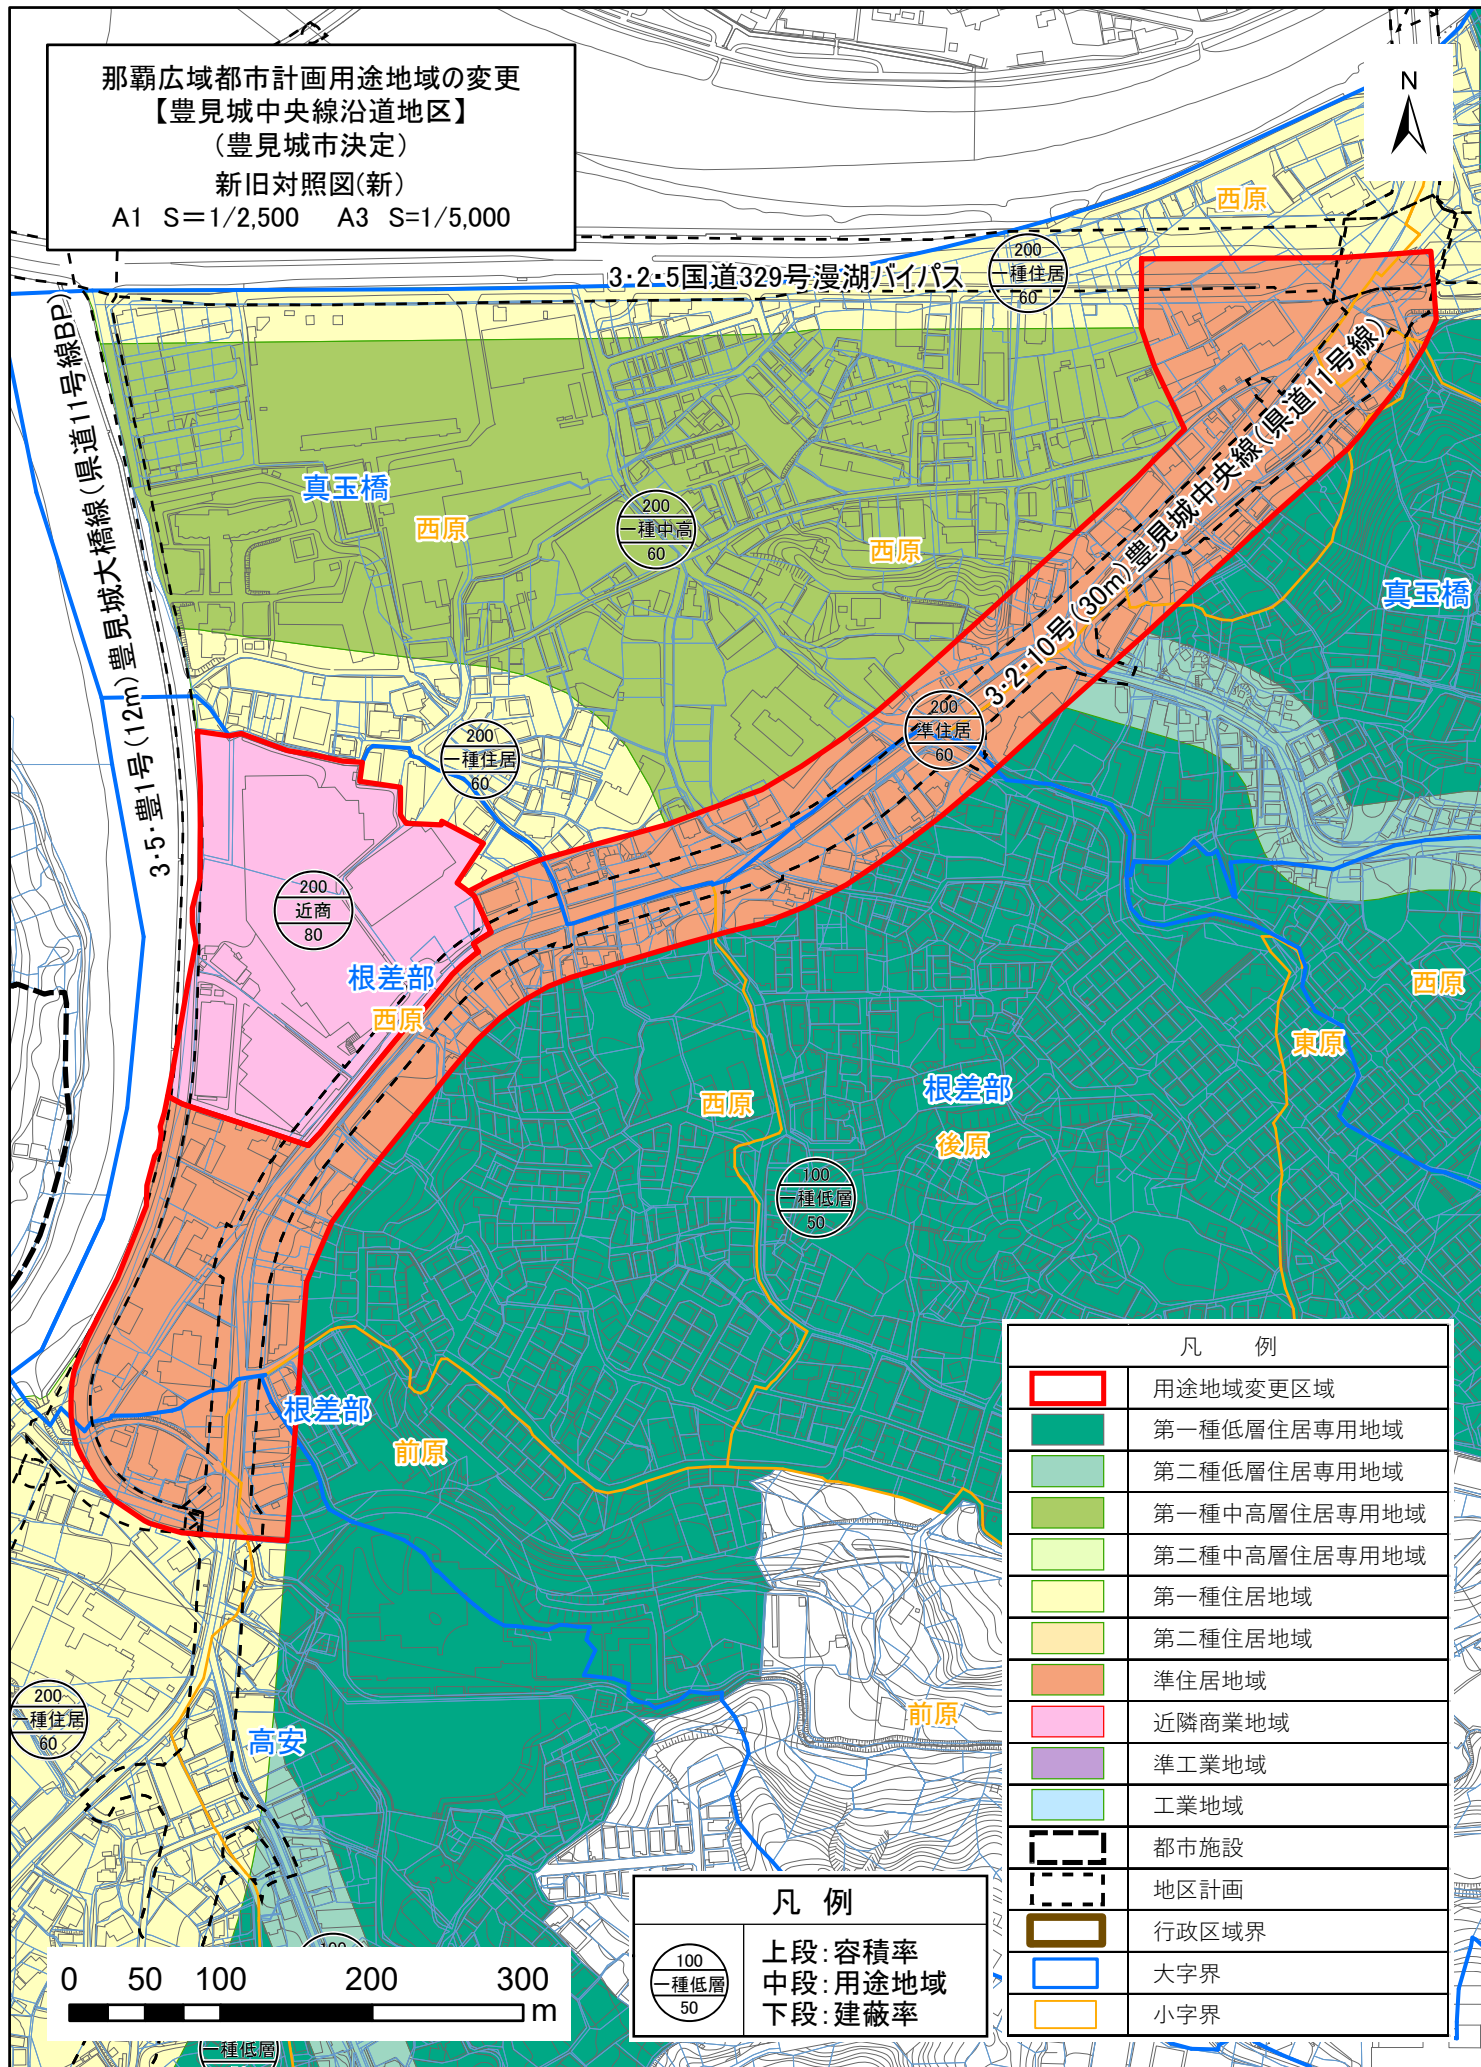 那覇広域都市計画用途地域の変更
【豊見城中央線沿道地区】
(豊見城市決定)
新旧対照図(新)
A1 S＝1/2,500 A3 S=1/5,000
N
西原
3・2・5国道329号漫湖バイパス
200
一種住居
60
3・5・豊1号(12m)豊見城大橋線(県道11号線BP)
3・2・10号(30m)豊見城中央線(県道11号線)
真玉橋
西原
200
一種中高
60
西原
真玉橋
200
準住居
60
200
一種住居
60
200
近商
80
根差部
西原
西原
東原
西原
根差部
後原
100
一種低層
50
根差部
前原
200
一種住居
60
高安
前原
100
一種低層
凡 例
用途地域変更区域
第一種低層住居専用地域
第二種低層住居専用地域
第一種中高層住居専用地域
第二種中高層住居専用地域
第一種住居地域
第二種住居地域
準住居地域
近隣商業地域
準工業地域
工業地域
都市施設
地区計画
行政区域界
大字界
小字界
凡 例
100
一種低層
50
上段:容積率
中段:用途地域
下段:建蔽率
0 50 100 200 300
m